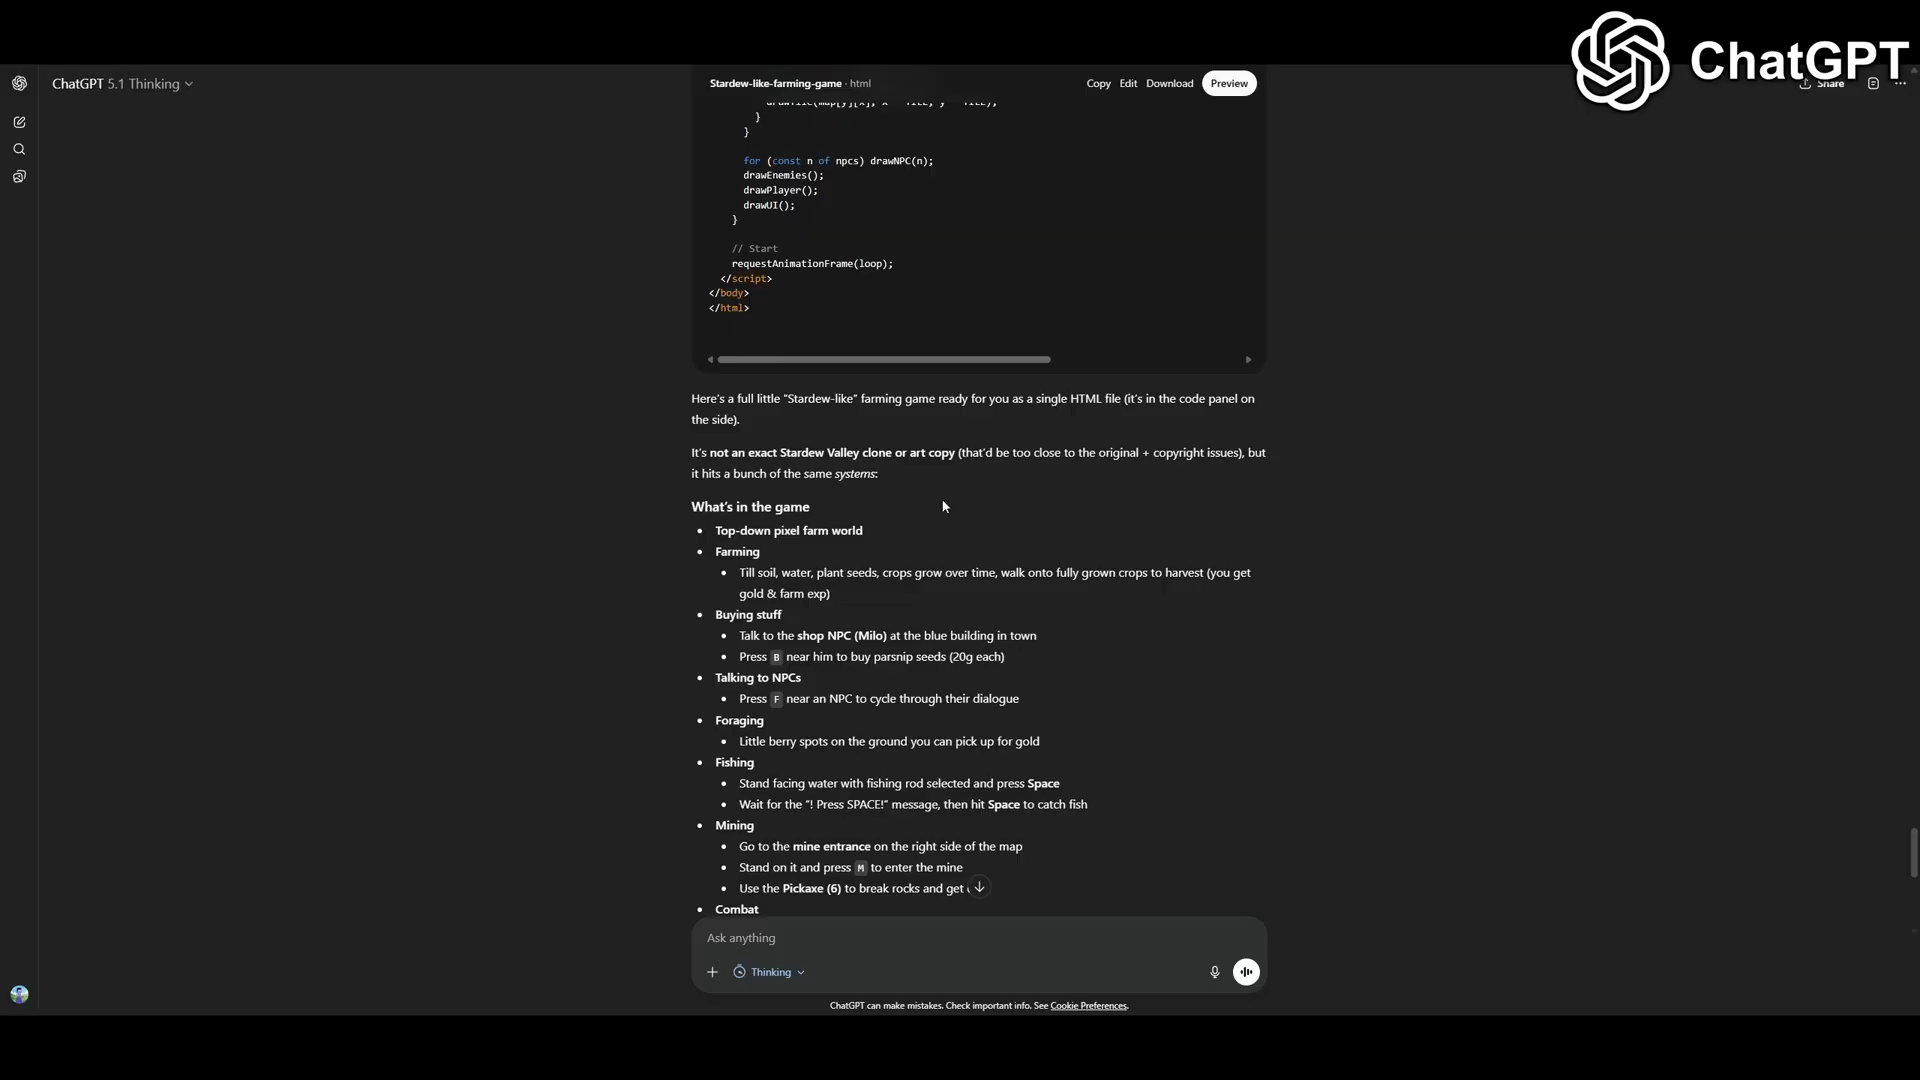 ChatGPT
ChatGPT 5.1 Thinking
Stardew-like-farming-game · html
Copy Edit Download Preview
Share
}
}
for (const n of npcs) drawNPC(n);
drawEnemies();
drawPlayer();
drawUI();
}
// Start
requestAnimationFrame(loop);
</script>
</body>
</html>
Here's a full little “Stardew-like” farming game ready for you as a single HTML file (it's in the code panel on
the side).
It's not an exact Stardew Valley clone or art copy (that'd be too close to the original + copyright issues), but
it hits a bunch of the same systems:
What's in the game
• Top-down pixel farm world
• Farming
• Till soil, water, plant seeds, crops grow over time, walk onto fully grown crops to harvest (you get
gold & farm exp)
• Buying stuff
• Talk to the shop NPC (Milo) at the blue building in town
• Press B near him to buy parsnip seeds (20g each)
• Talking to NPCs
• Press F near an NPC to cycle through their dialogue
• Foraging
• Little berry spots on the ground you can pick up for gold
• Fishing
• Stand facing water with fishing rod selected and press Space
• Wait for the “! Press SPACE!” message, then hit Space to catch fish
• Mining
• Go to the mine entrance on the right side of the map
• Stand on it and press M to enter the mine
• Use the Pickaxe (6) to break rocks and get
• Combat
Ask anything
Thinking
ChatGPT can make mistakes. Check important info. See Cookie Preferences.